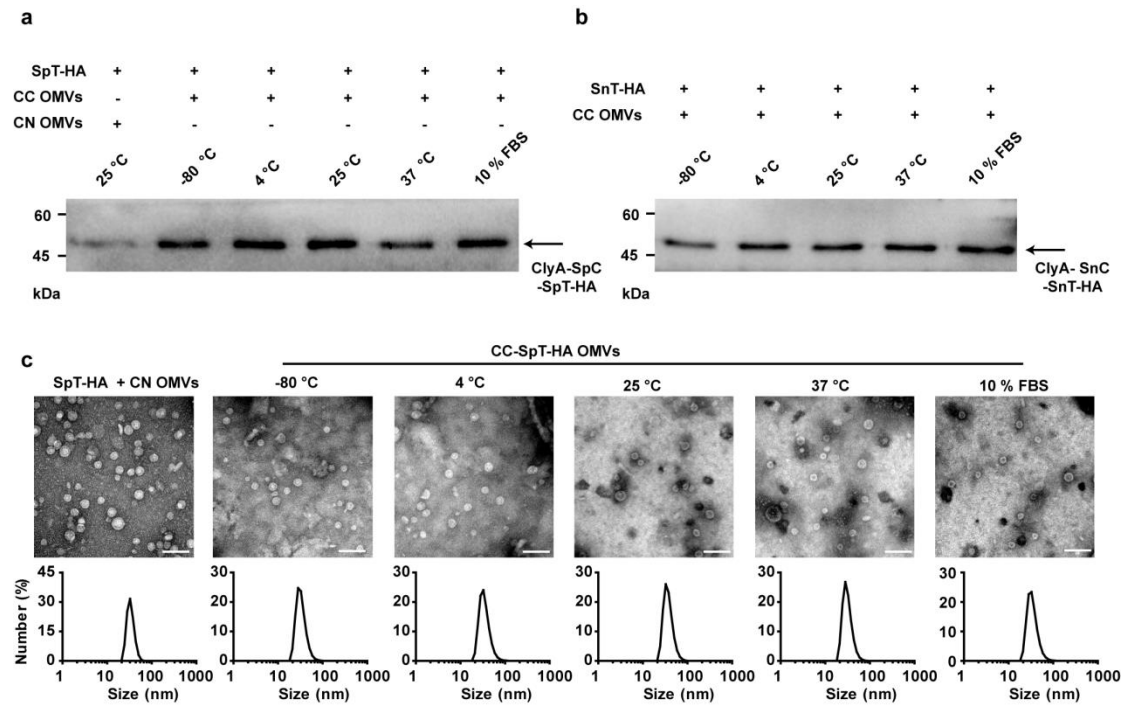 a
SpT-HA + + + + + +
CC OMVs - + + + + +
CN OMVs + - - - - -
25 °C -80 °C 4 °C 25 °C 37 °C 10 % FBS
60
45
kDa
ClyA-SpC
-SpT-HA
b
SnT-HA + + + + +
CC OMVs + + + + +
-80 °C 4 °C 25 °C 37 °C 10 % FBS
60
45
kDa
ClyA- SnC
-SnT-HA
c
CC-SpT-HA OMVs
SpT-HA + CN OMVs -80 °C 4 °C 25 °C 37 °C 10 % FBS
Number (%)
45 30 30 30 30 30
30 20 20 20 20 20
15 10 10 10 10 10
0 0 0 0 0 0
1 10 100 1000 1 10 100 1000 1 10 100 1000 1 10 100 1000 1 10 100 1000 1 10 100 1000
Size (nm) Size (nm) Size (nm) Size (nm) Size (nm) Size (nm)